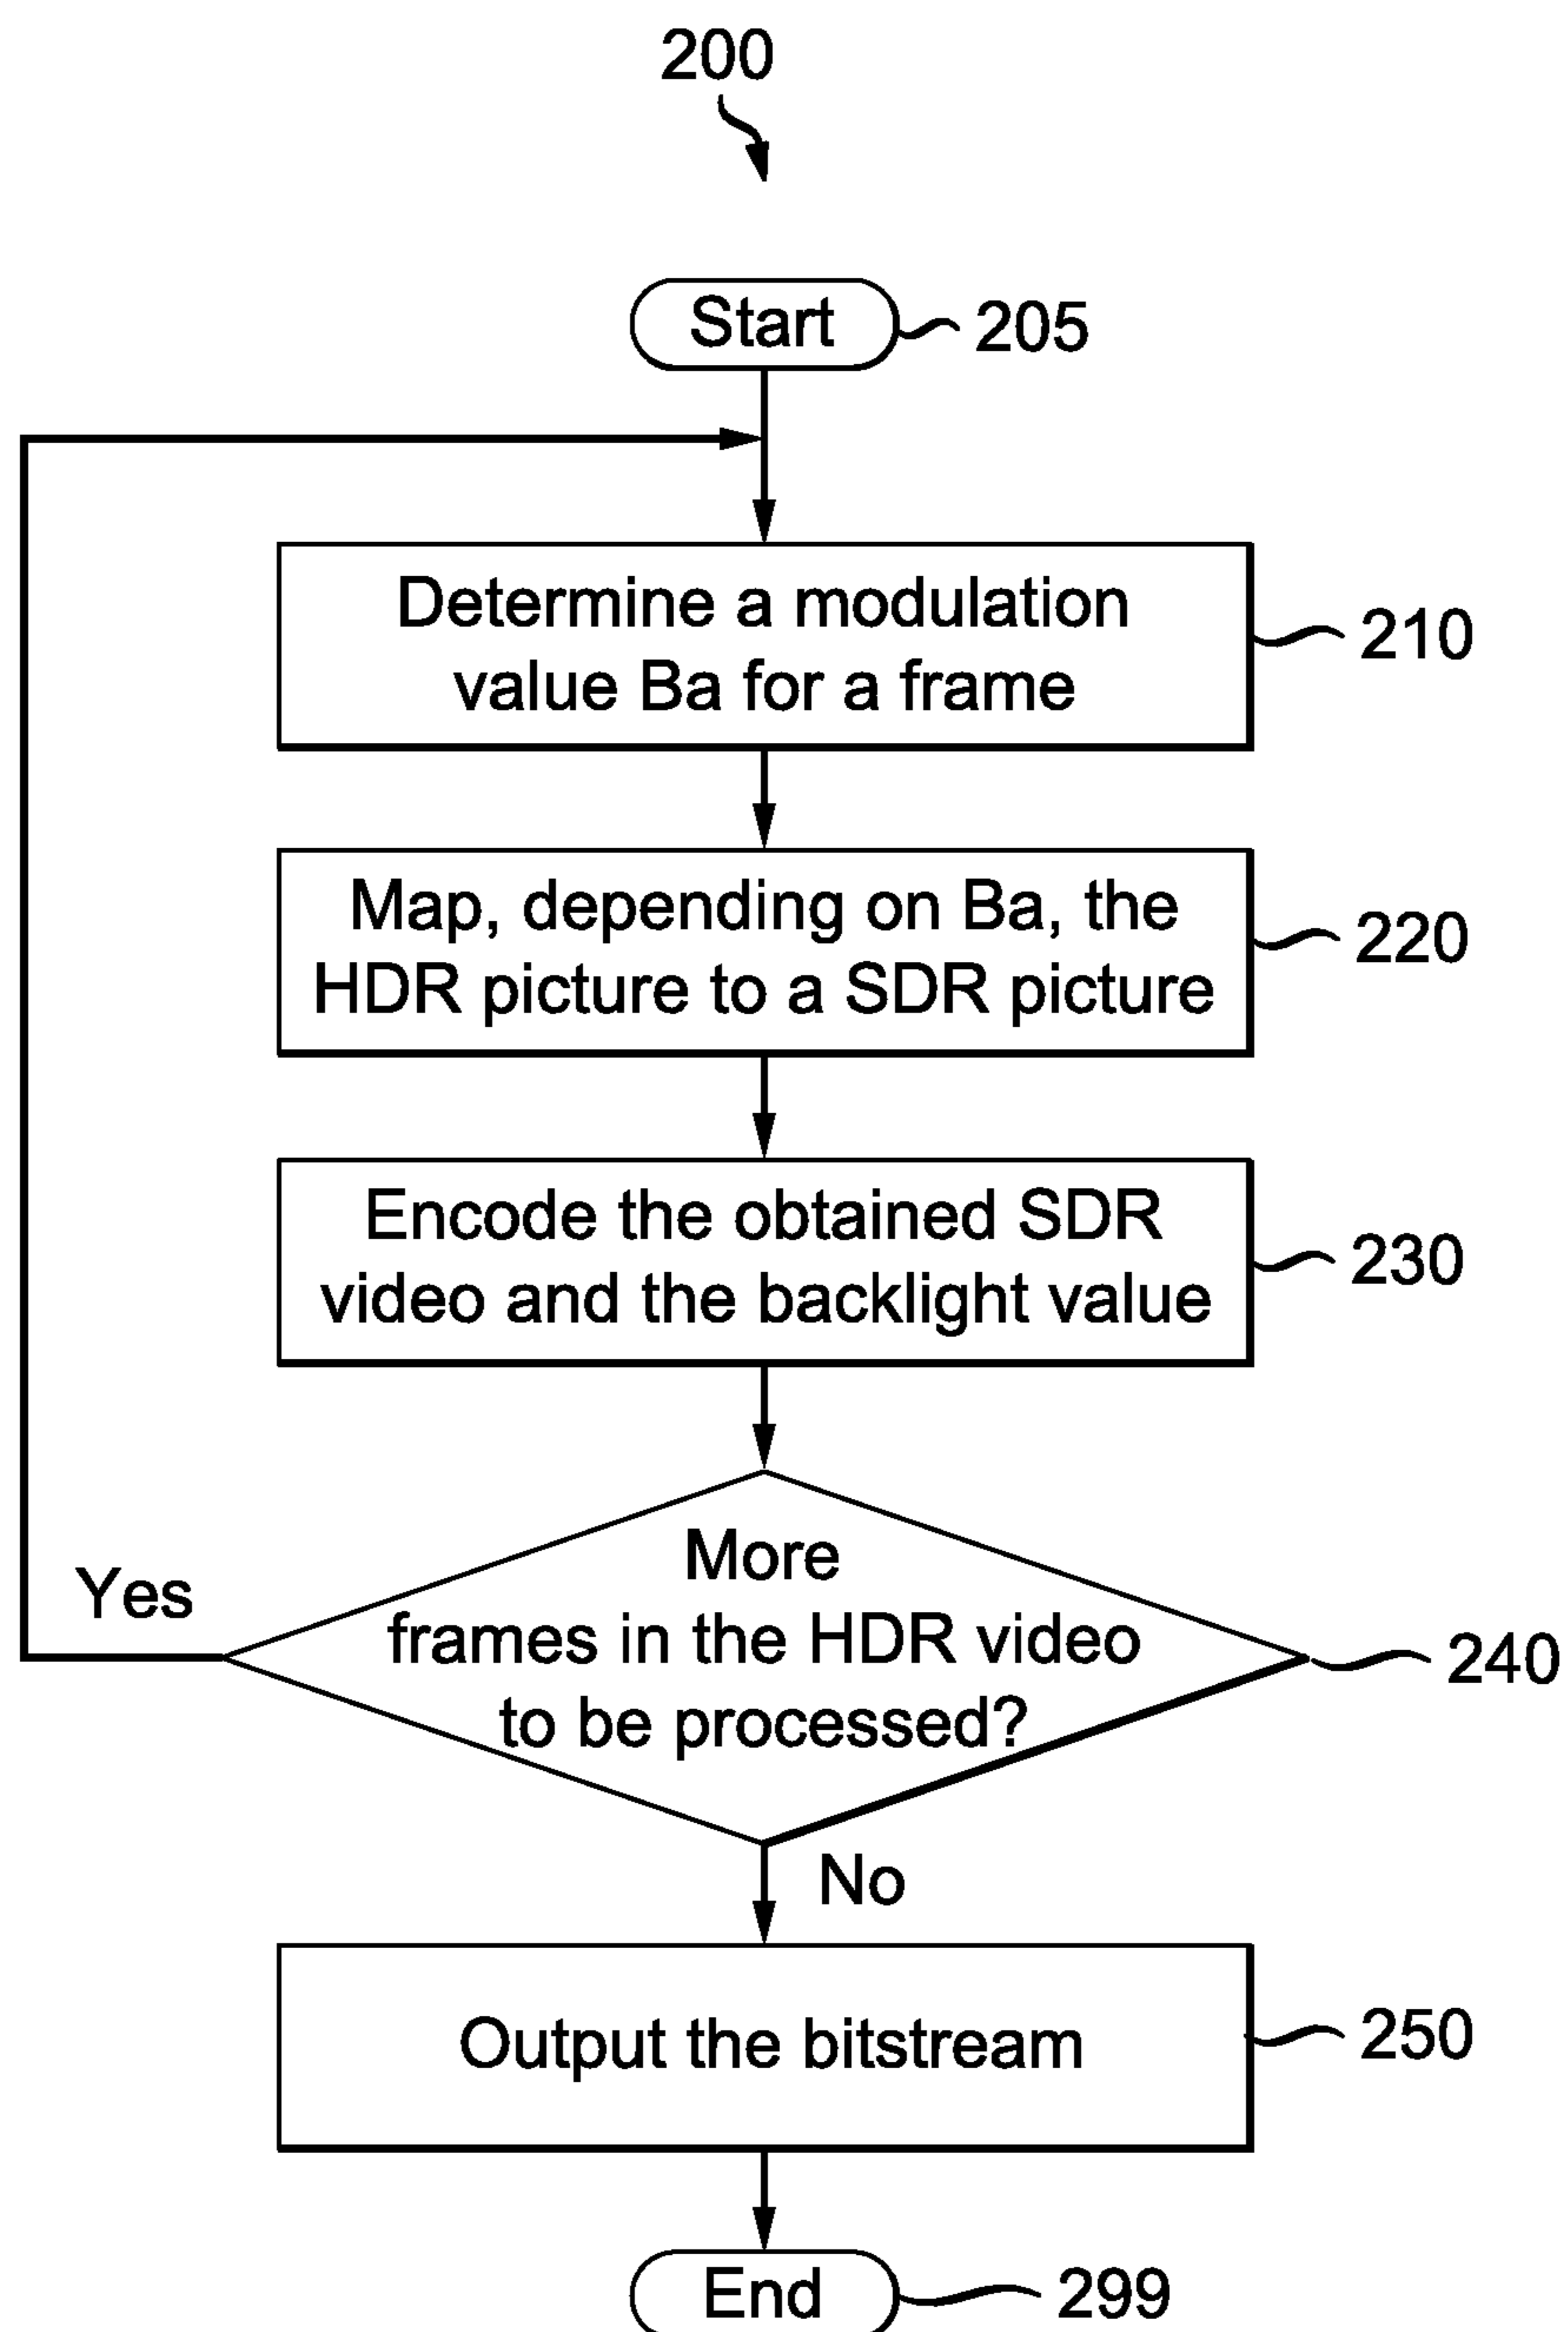 200
Start
205
Determine a modulation
value Ba for a frame
210
Map, depending on Ba, the
HDR picture to a SDR picture
220
Encode the obtained SDR
video and the backlight value
230
More
frames in the HDR video
to be processed?
240
Yes
No
Output the bitstream
250
End
299